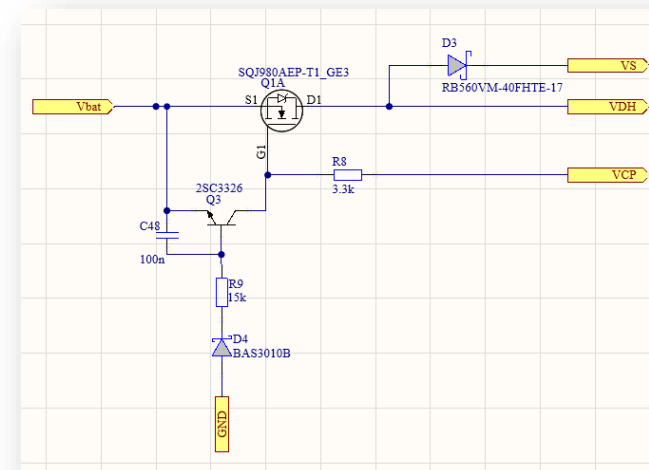 D3
VS
SQJ980AEP-T1_GE3
Q1A
RB560VM-40FHTE-17
Vbat
S1
D1
VDH
G1
R8
VCP
3.3k
2SC3326
Q3
C48
100n
R9
15k
D4
BAS3010B
GND